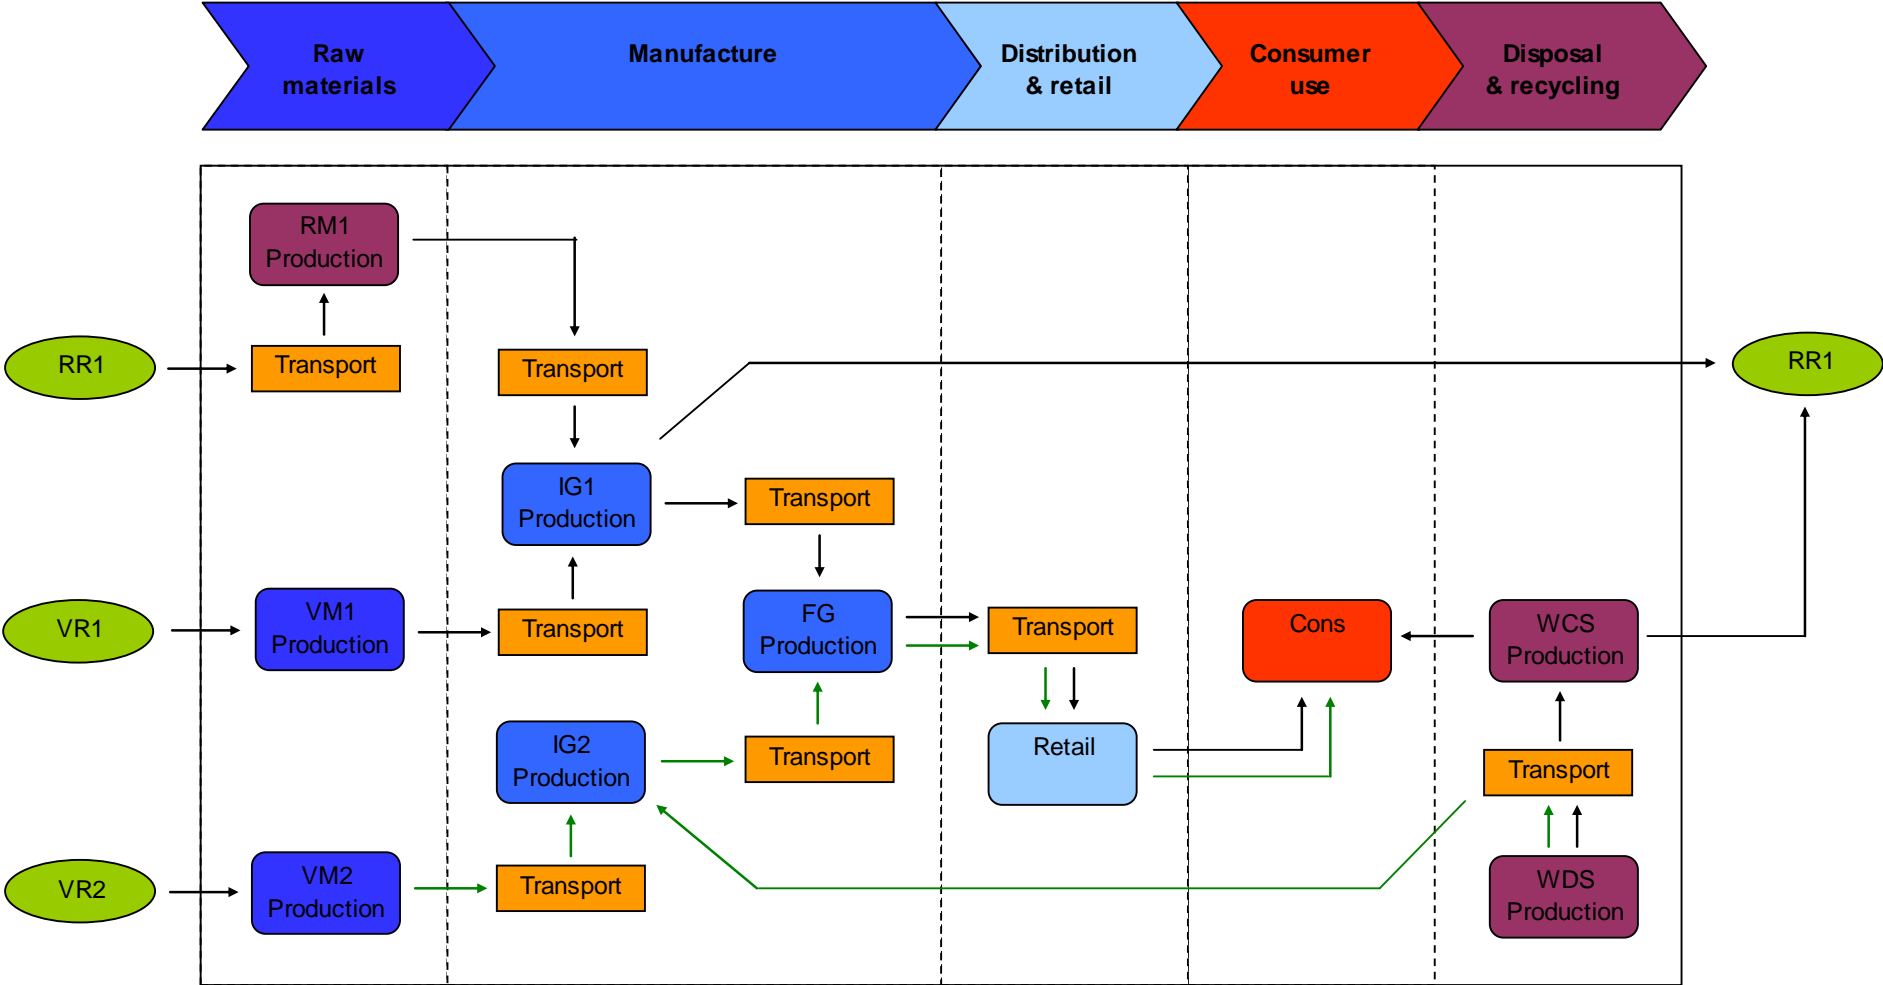 Raw
materials
Manufacture
Distribution
& retail
Consumer
use
Disposal
& recycling
RM1
Production
RR1
Transport
Transport
RR1
IG1
Production
Transport
VR1
VM1
Production
Transport
FG
Production
Transport
Cons
WCS
Production
IG2
Production
Transport
Retail
Transport
VR2
VM2
Production
Transport
WDS
Production